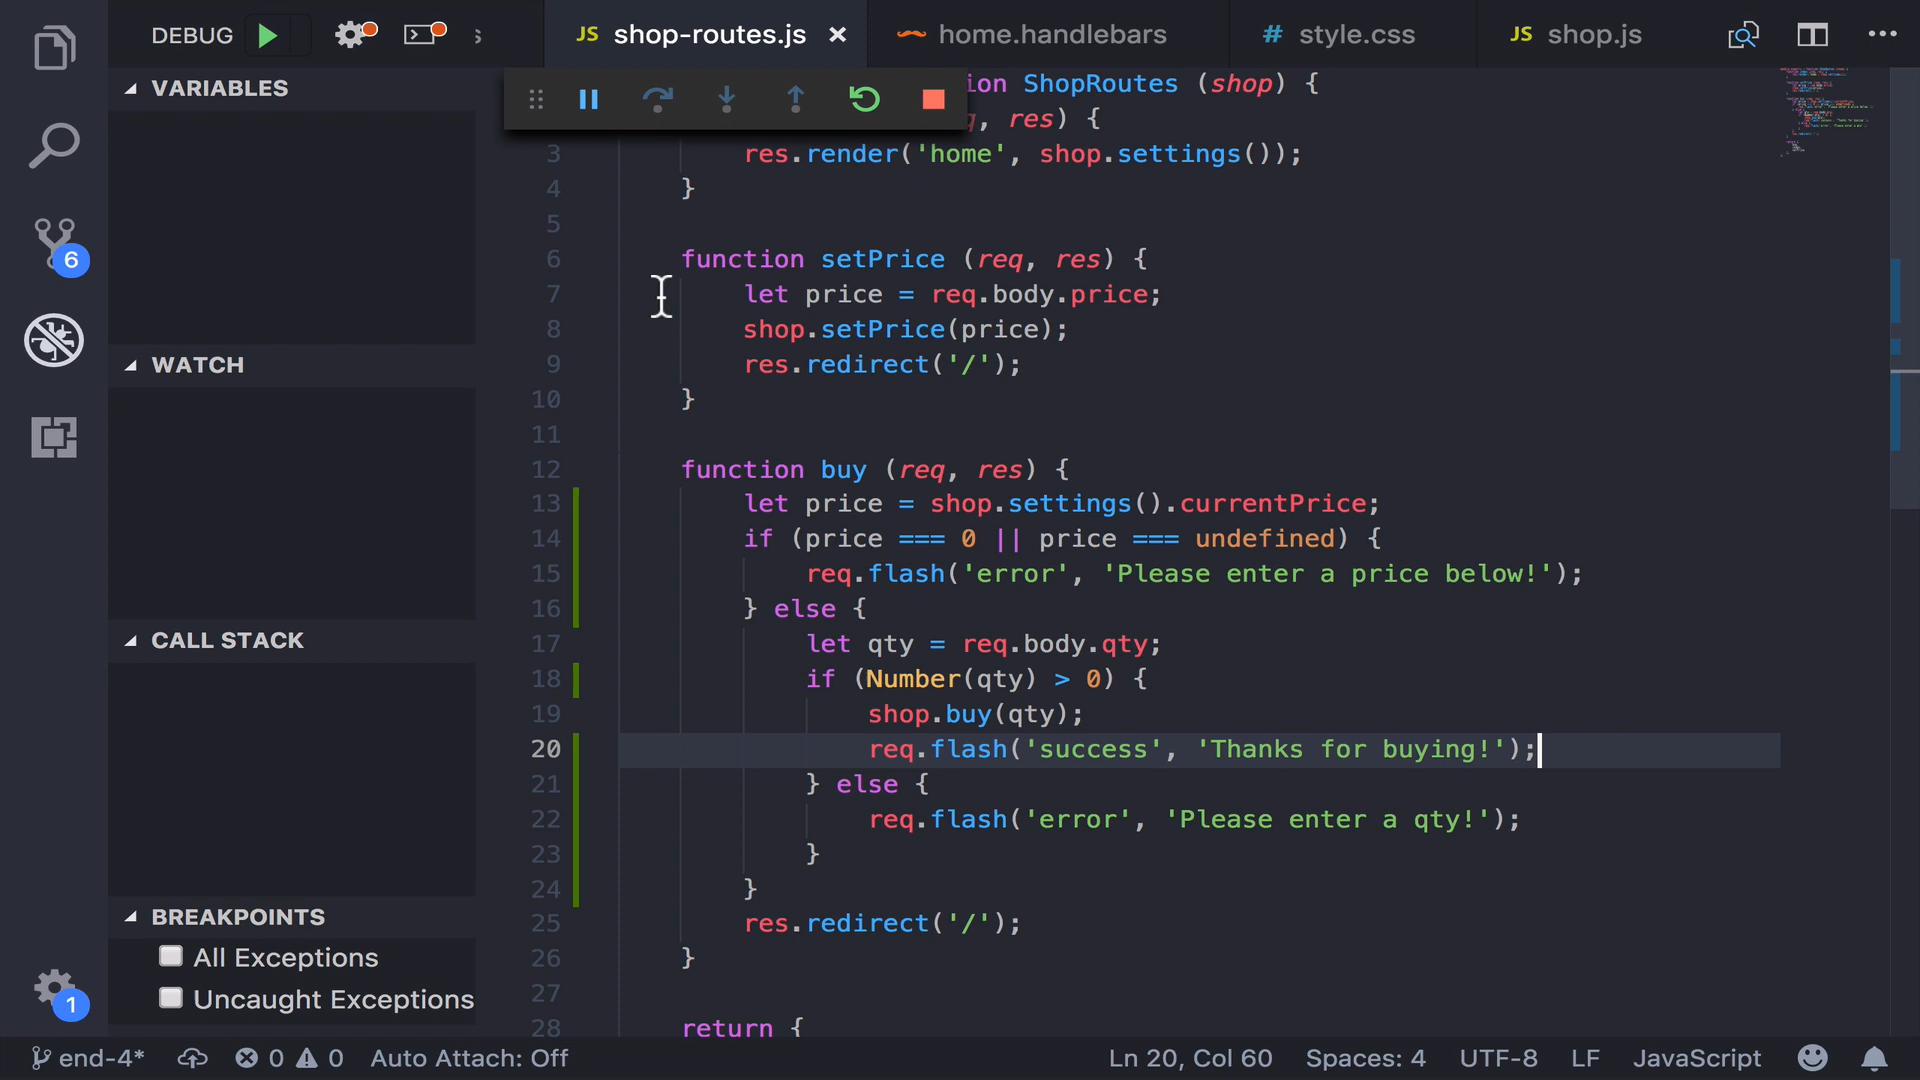 DEBUG
JS shop-routes.js
home.handlebars
# style.css
JS shop.js
VARIABLES
WATCH
CALL STACK
BREAKPOINTS
All Exceptions
Uncaught Exceptions
6
1
ion ShopRoutes (shop) {
, res) {
3 res.render('home', shop.settings());
4 }
5
6 function setPrice (req, res) {
7 let price = req.body.price;
8 shop.setPrice(price);
9 res.redirect('/');
10 }
11
12 function buy (req, res) {
13 let price = shop.settings().currentPrice;
14 if (price === 0 || price === undefined) {
15 req.flash('error', 'Please enter a price below!');
16 } else {
17 let qty = req.body.qty;
18 if (Number(qty) > 0) {
19 shop.buy(qty);
20 req.flash('success', 'Thanks for buying!');
21 } else {
22 req.flash('error', 'Please enter a qty!');
23 }
24 }
25 res.redirect('/');
26 }
27
28 return {
end-4* 0 0 Auto Attach: Off Ln 20, Col 60 Spaces: 4 UTF-8 LF JavaScript